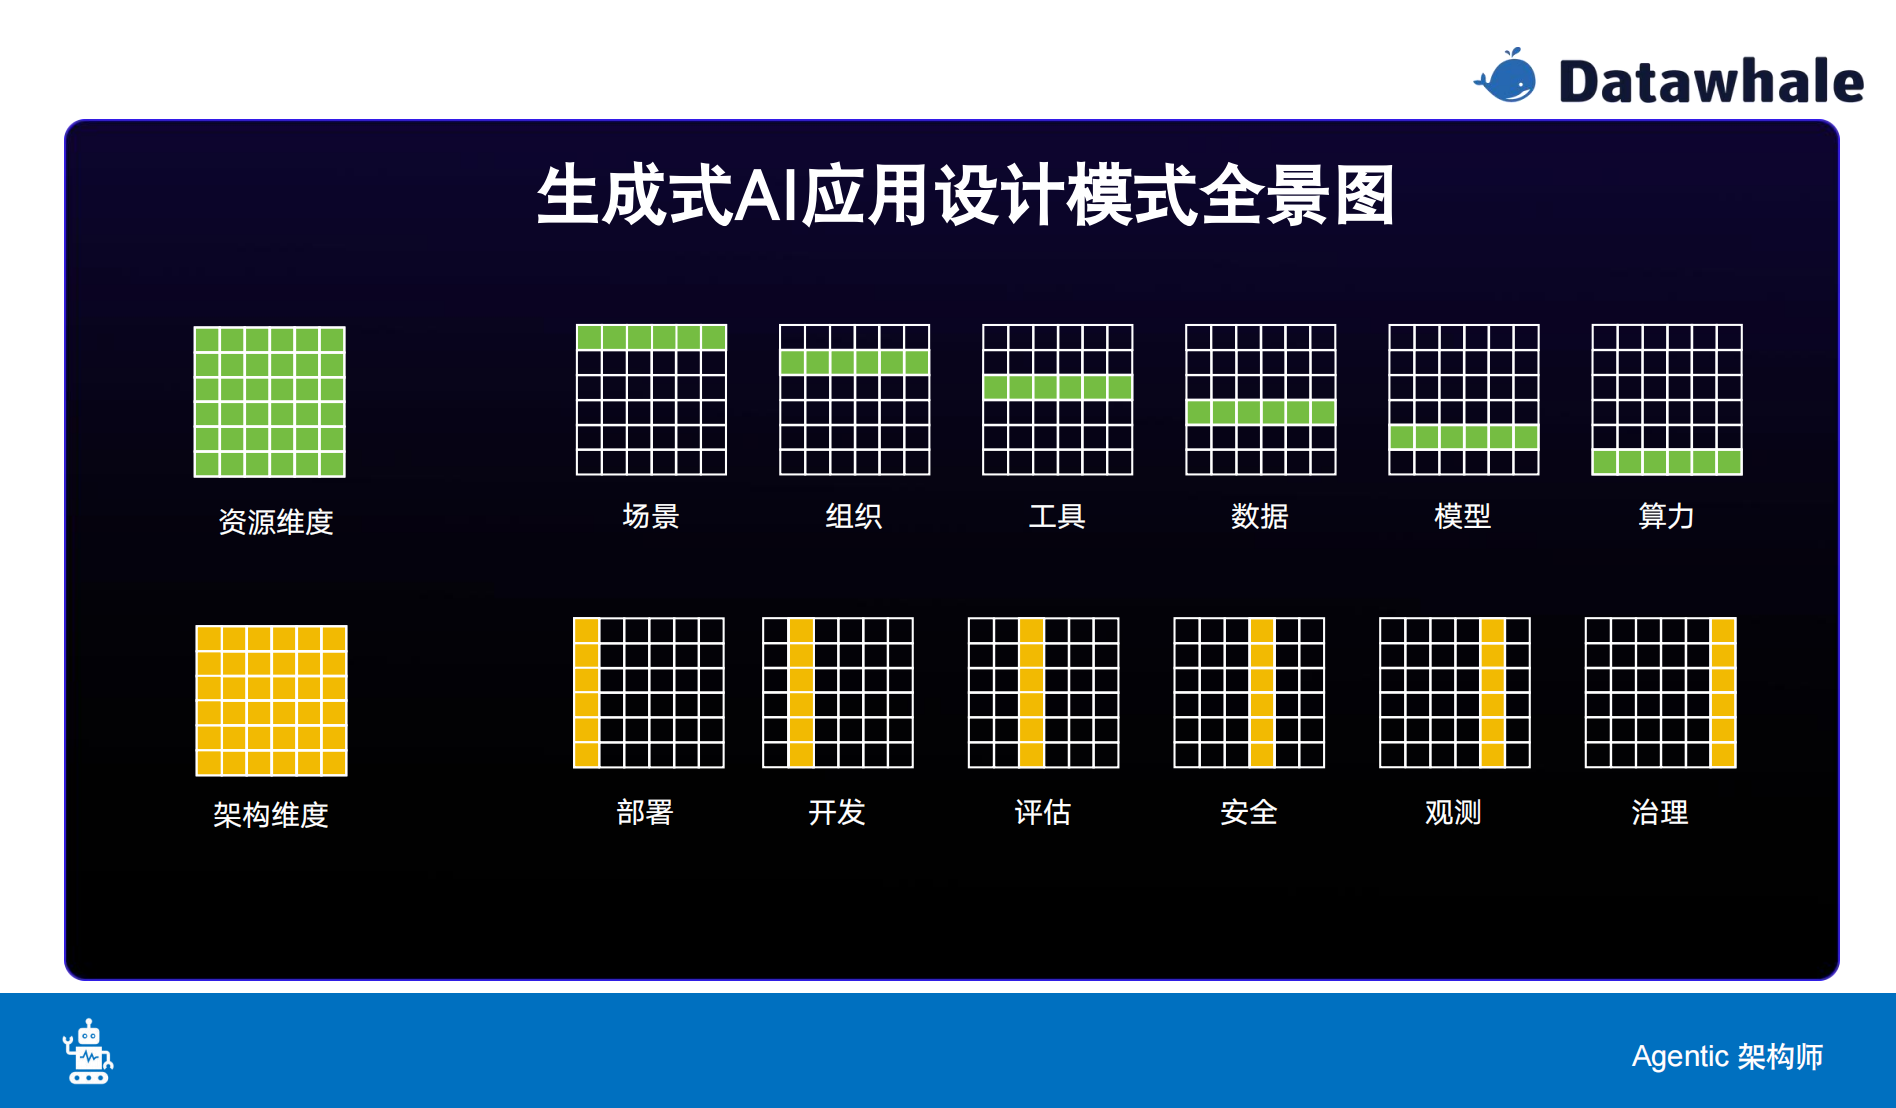 Datawhale
生成式AI应用设计模式全景图
资源维度
场景
组织
工具
数据
模型
算力
架构维度
部署
开发
评估
安全
观测
治理
Agentic 架构师